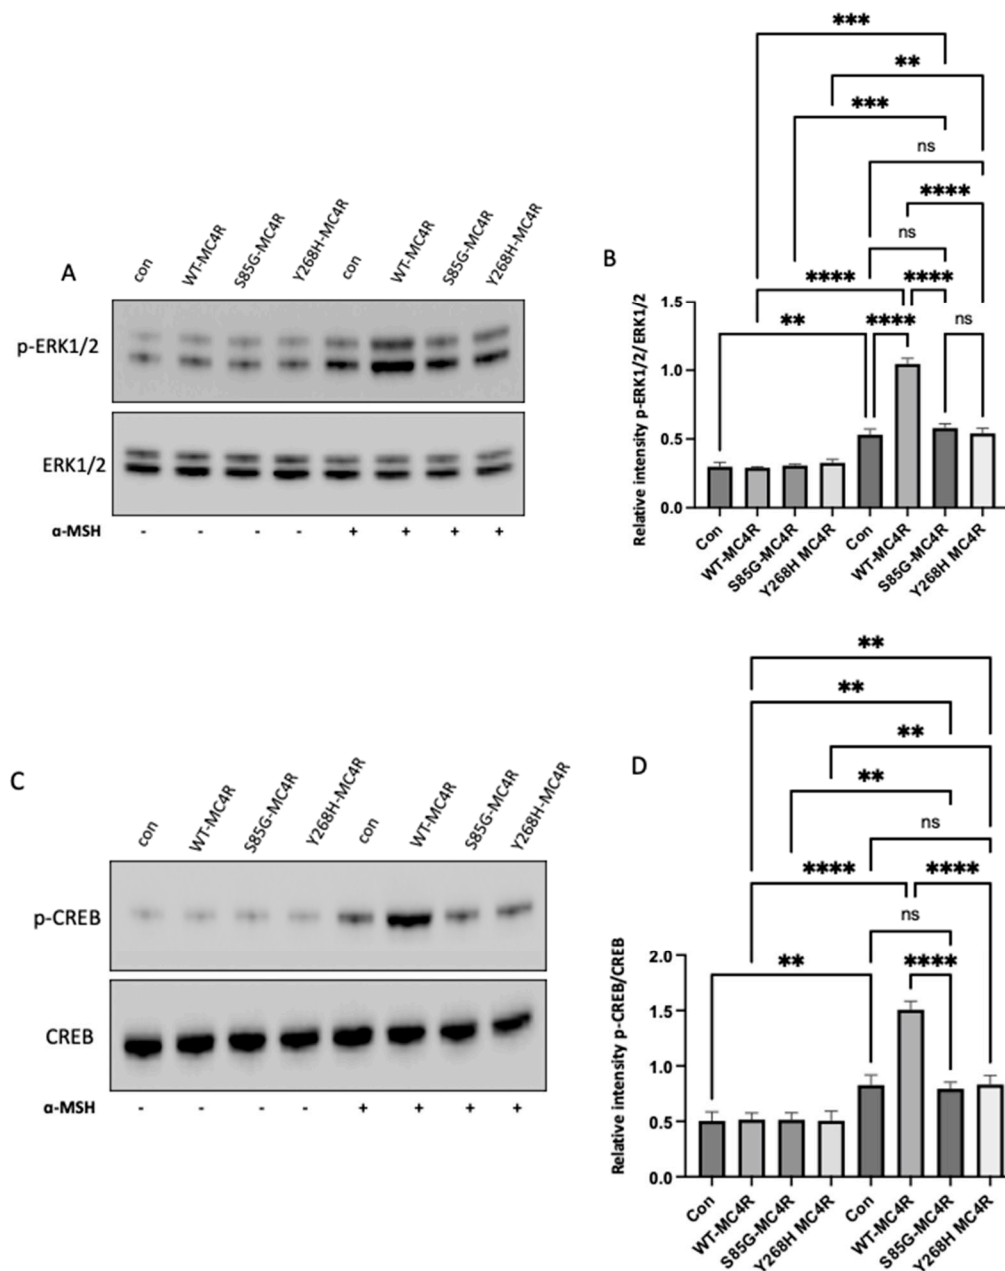 A
con
WT-MC4R
S85G-MC4R
Y268H-MC4R
con
WT-MC4R
S85G-MC4R
Y268H-MC4R
p-ERK1/2
ERK1/2
α-MSH - - - - + + + +
B
***
**
***
ns
****
ns
**** ****
** **** ns
Relative intensity p-ERK1/2/ERK1/2
1.5
1.0
0.5
0.0
Con
WT-MC4R
S85G-MC4R
Y268H MC4R
Con
WT-MC4R
S85G-MC4R
Y268H MC4R
C
con
WT-MC4R
S85G-MC4R
Y268H-MC4R
con
WT-MC4R
S85G-MC4R
Y268H-MC4R
p-CREB
CREB
α-MSH - - - - + + + +
D
**
**
**
**
ns
**** ****
ns
** ****
Relative intensity p-CREB/CREB
2.0
1.5
1.0
0.5
0.0
Con
WT-MC4R
S85G-MC4R
Y268H MC4R
Con
WT-MC4R
S85G-MC4R
Y268H MC4R